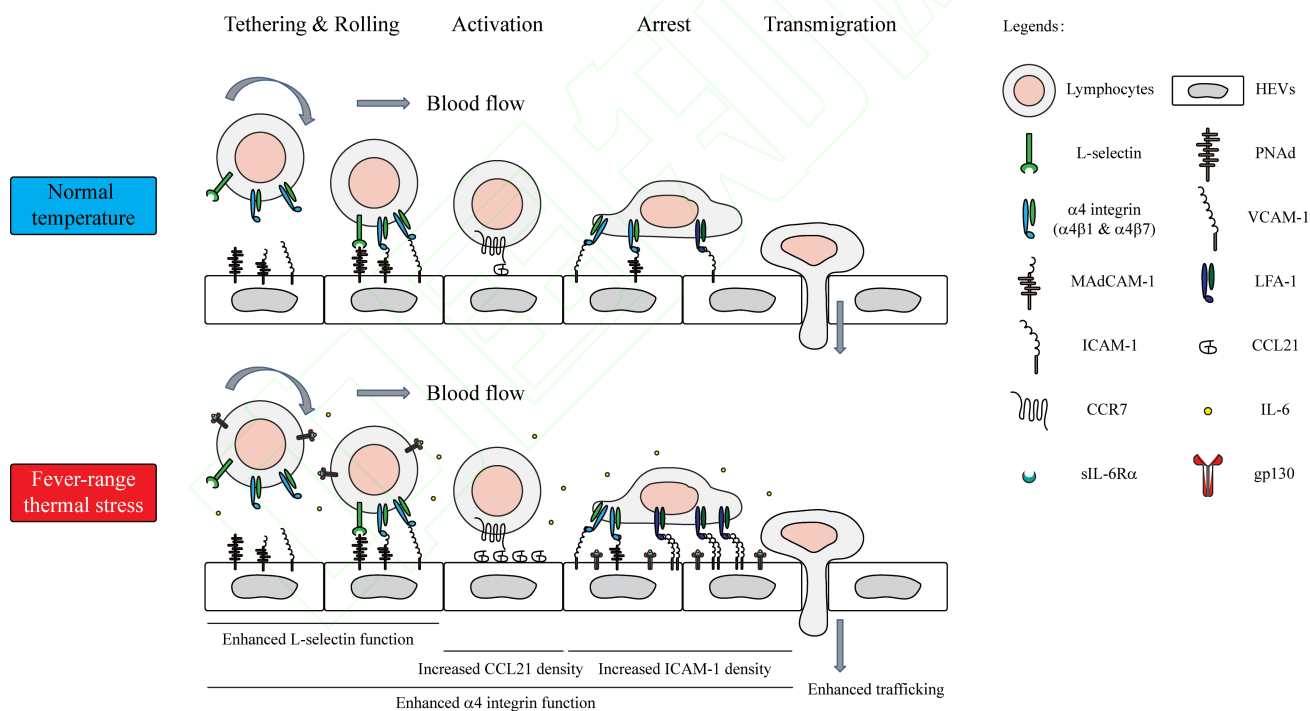 Tethering & Rolling
Activation
Arrest
Transmigration
Legends:
Blood flow
Normal
temperature
Lymphocytes
HEVs
L-selectin
PNAd
α4 integrin
(α4β1 & α4β7)
VCAM-1
MAdCAM-1
LFA-1
ICAM-1
CCL21
CCR7
IL-6
sIL-6Rα
gp130
Blood flow
Fever-range
thermal stress
Enhanced L-selectin function
Increased CCL21 density
Increased ICAM-1 density
Enhanced α4 integrin function
Enhanced trafficking